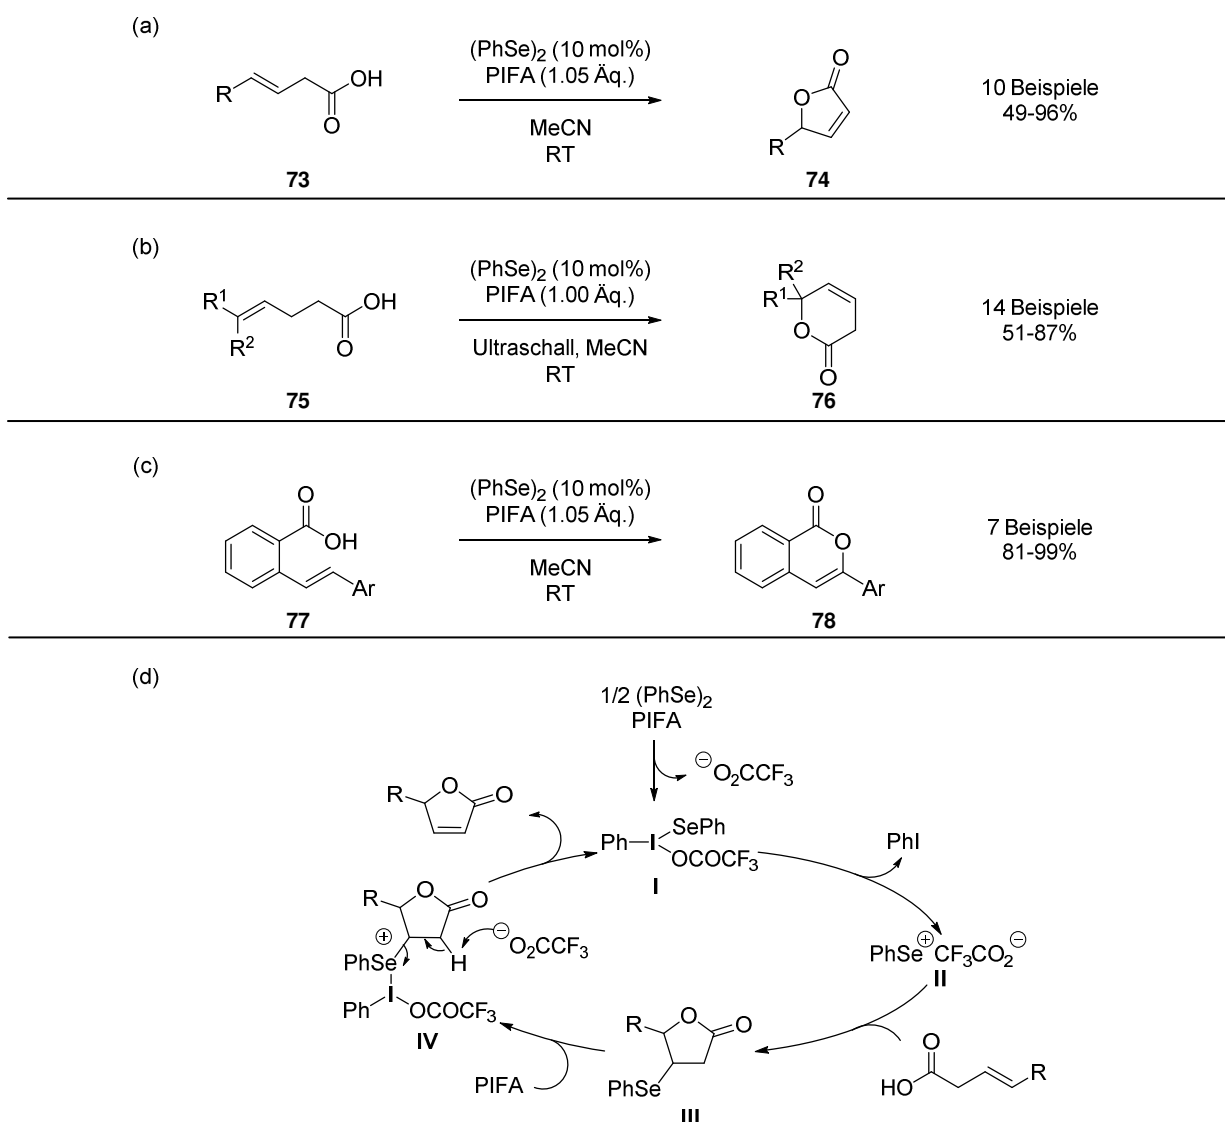 (a)
(PhSe)2 (10 mol%)
PIFA (1.05 Äq.)
MeCN
RT
R
OH
O
73
O
O
R
74
10 Beispiele
49-96%
(b)
(PhSe)2 (10 mol%)
PIFA (1.00 Äq.)
Ultraschall, MeCN
RT
R1
R2
OH
O
75
R2
R1
O
O
76
14 Beispiele
51-87%
(c)
(PhSe)2 (10 mol%)
PIFA (1.05 Äq.)
MeCN
RT
O
OH
Ar
77
O
O
Ar
78
7 Beispiele
81-99%
(d)
1/2 (PhSe)2
PIFA
⊖O2CCF3
R
O
O
Ph
I
SePh
OCOCF3
I
PhI
R
O
O
⊕
PhSe
H
⊖O2CCF3
I
Ph
OCOCF3
IV
PhSe⊕ CF3CO2⊖
II
R
O
O
PhSe
III
PIFA
O
HO
R